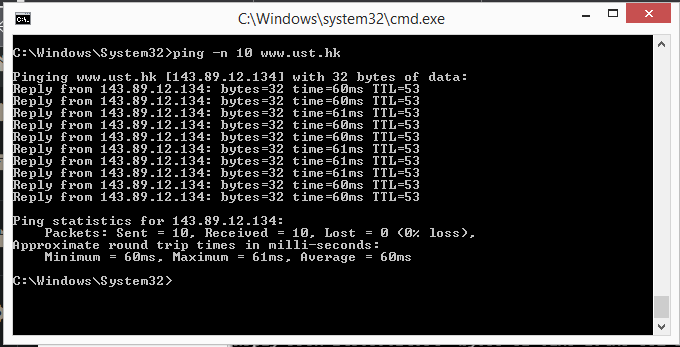 C:\Windows\system32\cmd.exe
C:\Windows\System32>ping -n 10 www.ust.hk
Pinging www.ust.hk [143.89.12.134] with 32 bytes of data:
Reply from 143.89.12.134: bytes=32 time=60ms TTL=53
Reply from 143.89.12.134: bytes=32 time=60ms TTL=53
Reply from 143.89.12.134: bytes=32 time=61ms TTL=53
Reply from 143.89.12.134: bytes=32 time=60ms TTL=53
Reply from 143.89.12.134: bytes=32 time=60ms TTL=53
Reply from 143.89.12.134: bytes=32 time=61ms TTL=53
Reply from 143.89.12.134: bytes=32 time=61ms TTL=53
Reply from 143.89.12.134: bytes=32 time=61ms TTL=53
Reply from 143.89.12.134: bytes=32 time=60ms TTL=53
Reply from 143.89.12.134: bytes=32 time=60ms TTL=53
Ping statistics for 143.89.12.134:
Packets: Sent = 10, Received = 10, Lost = 0 (0% loss),
Approximate round trip times in milli-seconds:
Minimum = 60ms, Maximum = 61ms, Average = 60ms
C:\Windows\System32>